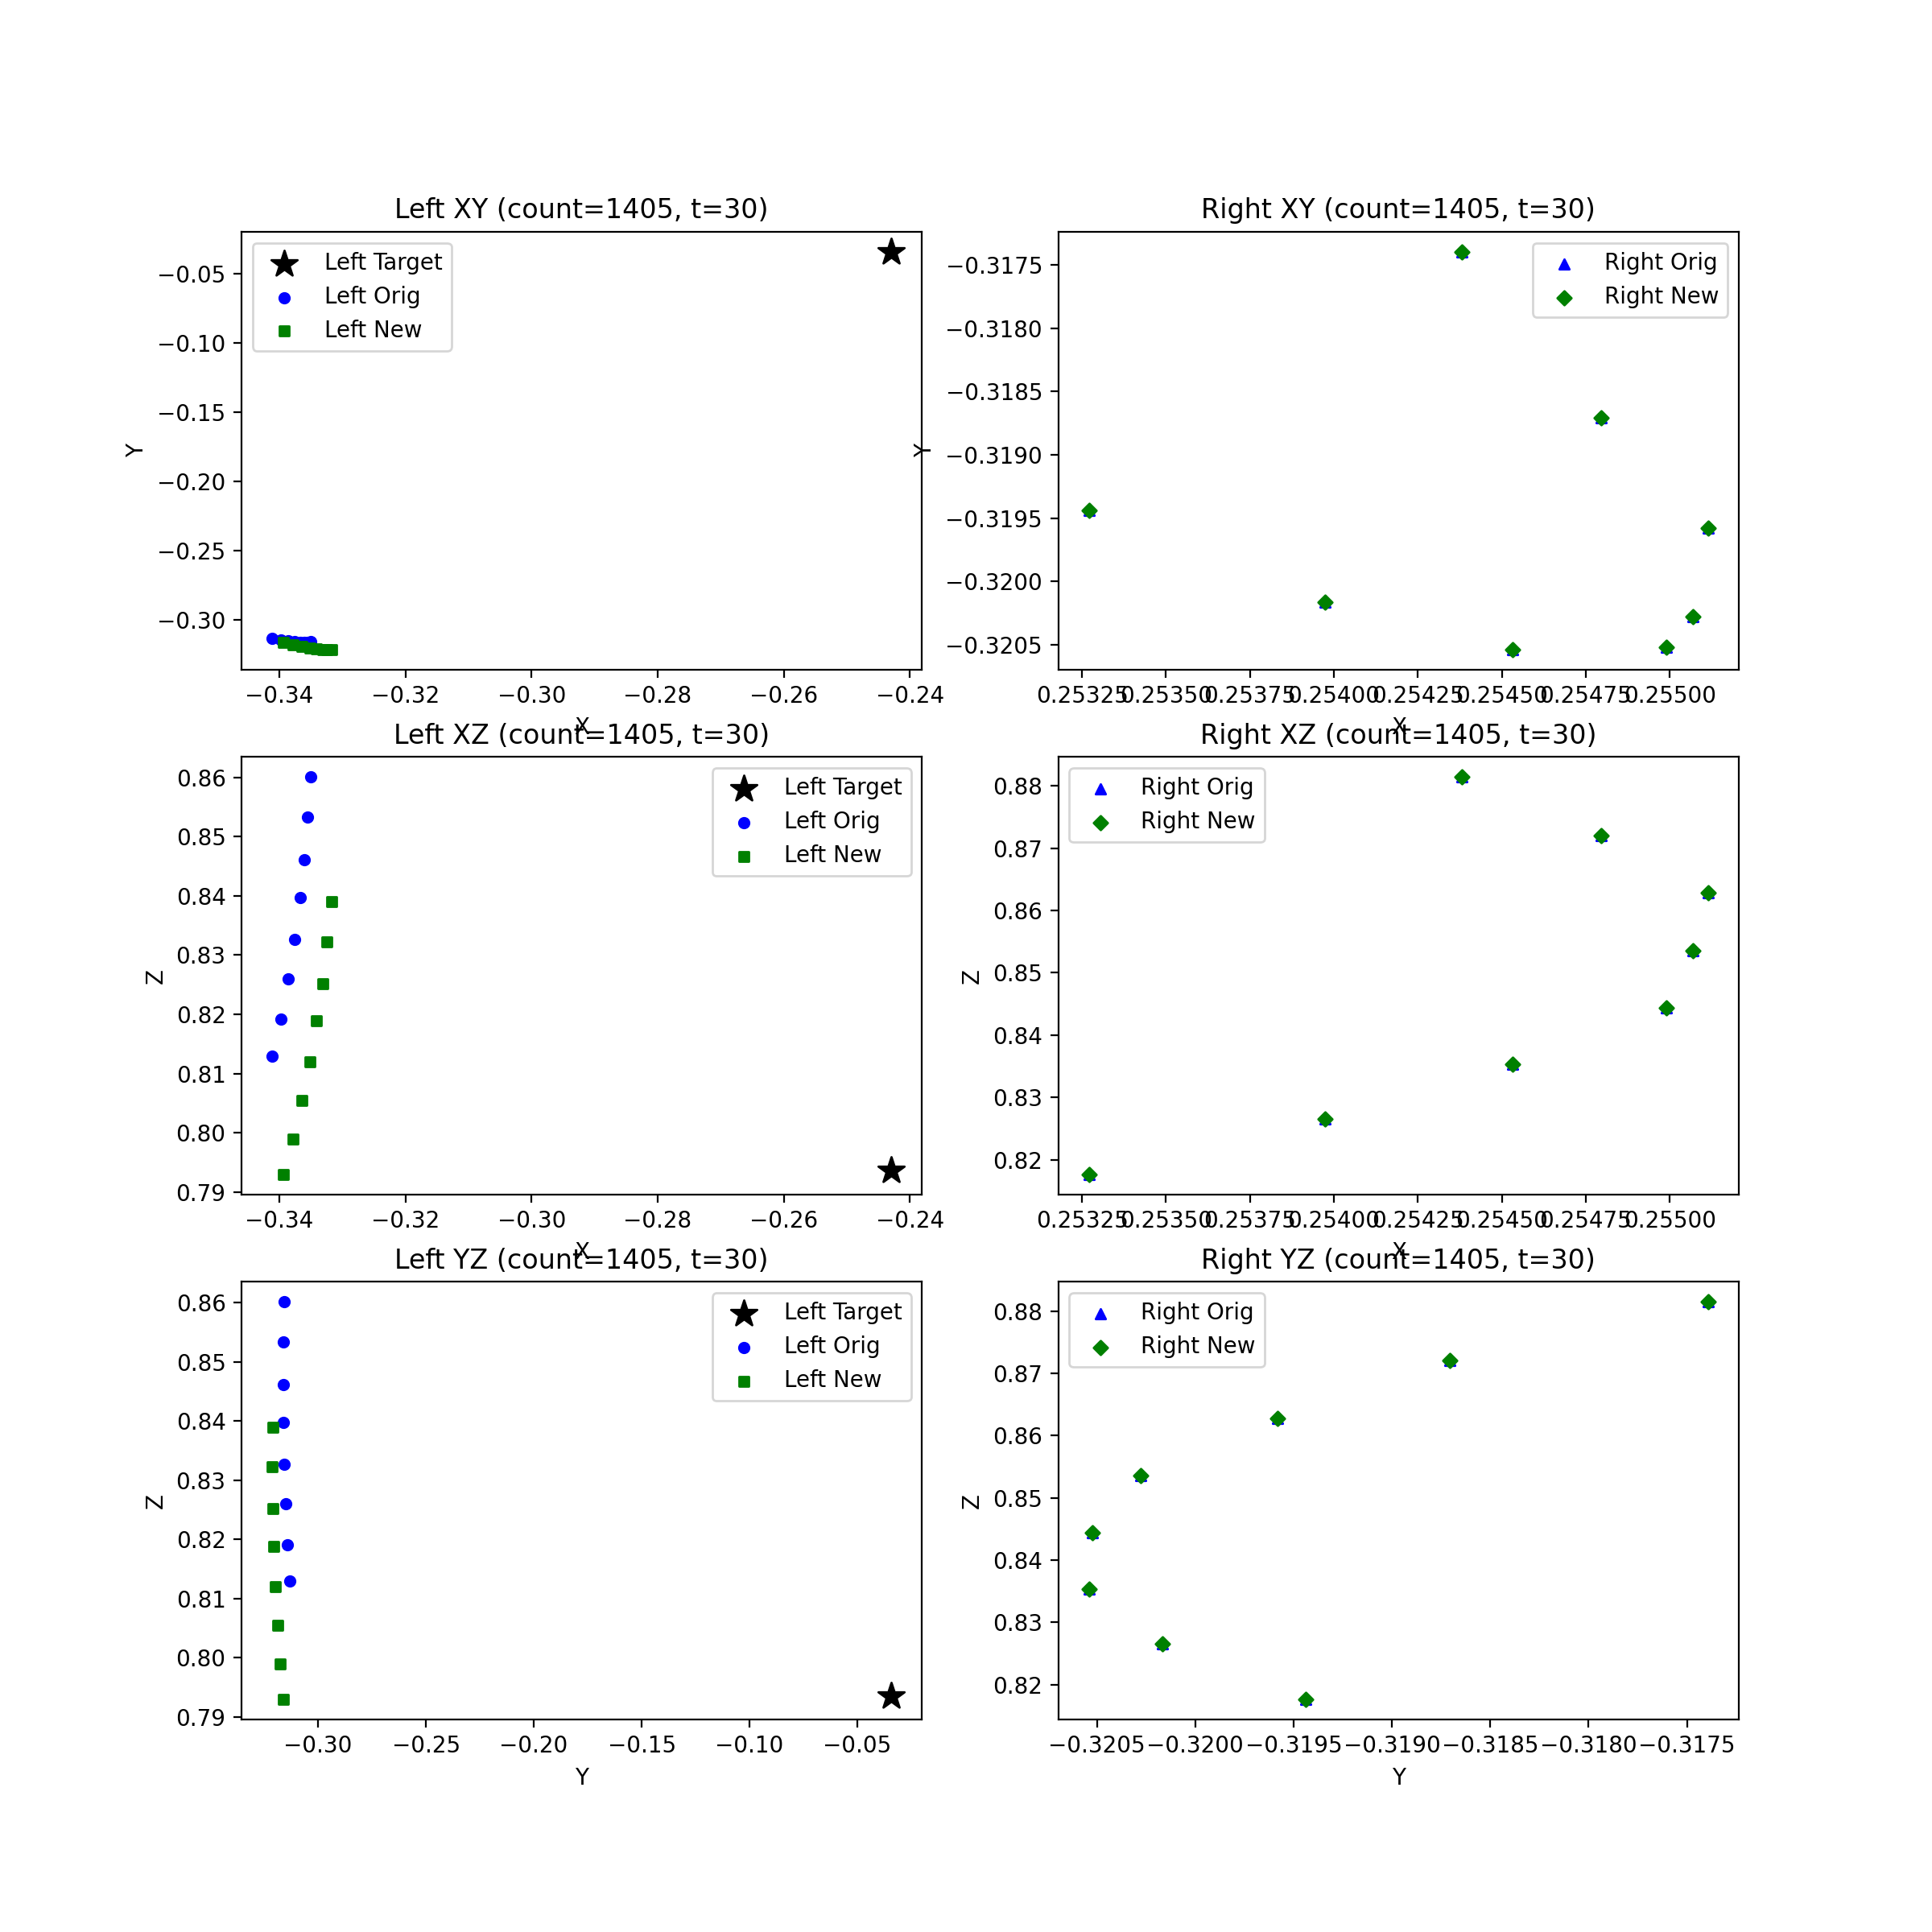 Left XY (count=1405, t=30)
Left Target
Left Orig
Left New
−0.05
−0.10
−0.15
−0.20
−0.25
−0.30
Y
−0.34 −0.32 −0.30 −0.28 −0.26 −0.24
X
Right XY (count=1405, t=30)
Right Orig
Right New
−0.3175
−0.3180
−0.3185
−0.3190
−0.3195
−0.3200
−0.3205
Y
0.25325 0.25350 0.25375 0.25400 0.25425 0.25450 0.25475 0.25500
X
Left XZ (count=1405, t=30)
Left Target
Left Orig
Left New
0.86
0.85
0.84
0.83
0.82
0.81
0.80
0.79
Z
−0.34 −0.32 −0.30 −0.28 −0.26 −0.24
X
Right XZ (count=1405, t=30)
Right Orig
Right New
0.88
0.87
0.86
0.85
0.84
0.83
0.82
Z
0.25325 0.25350 0.25375 0.25400 0.25425 0.25450 0.25475 0.25500
X
Left YZ (count=1405, t=30)
Left Target
Left Orig
Left New
0.86
0.85
0.84
0.83
0.82
0.81
0.80
0.79
Z
−0.30 −0.25 −0.20 −0.15 −0.10 −0.05
Y
Right YZ (count=1405, t=30)
Right Orig
Right New
0.88
0.87
0.86
0.85
0.84
0.83
0.82
Z
−0.3205 −0.3200 −0.3195 −0.3190 −0.3185 −0.3180 −0.3175
Y